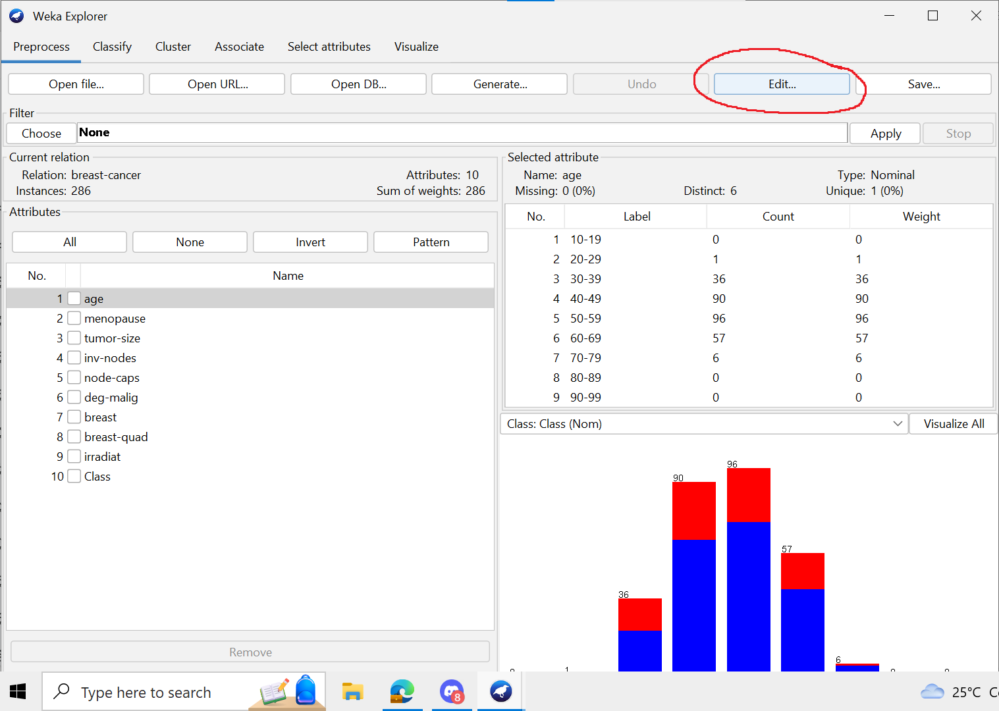 Weka Explorer
Preprocess Classify Cluster Associate Select attributes Visualize
Open file... Open URL... Open DB... Generate... Undo Edit... Save...
Filter
Choose None Apply Stop
Current relation
Relation: breast-cancer Attributes: 10
Instances: 286 Sum of weights: 286
Attributes
All None Invert Pattern
No. Name
1 age
2 menopause
3 tumor-size
4 inv-nodes
5 node-caps
6 deg-malig
7 breast
8 breast-quad
9 irradiat
10 Class
Remove
Selected attribute
Name: age Type: Nominal
Missing: 0 (0%) Distinct: 6 Unique: 1 (0%)
No. Label Count Weight
1 10-19 0 0
2 20-29 1 1
3 30-39 36 36
4 40-49 90 90
5 50-59 96 96
6 60-69 57 57
7 70-79 6 6
8 80-89 0 0
9 90-99 0 0
Class: Class (Nom) Visualize All
96
90
57
36
6
1
Type here to search 8 25°C